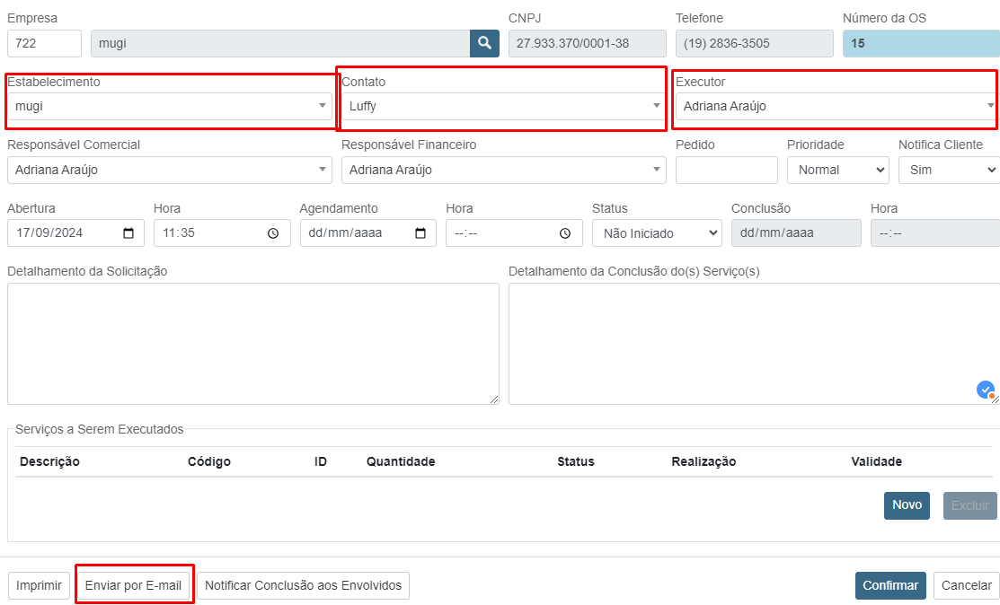 Empresa CNPJ Telefone Número da OS
722 mugi 27.933.370/0001-38 (19) 2836-3505 15
Estabelecimento Contato Executor
mugi Luffy Adriana Araújo
Responsável Comercial Responsável Financeiro Pedido Prioridade Notifica Cliente
Adriana Araújo Adriana Araújo Normal Sim
Abertura Hora Agendamento Hora Status Conclusão Hora
17/09/2024 11:35 dd/mm/aaaa --:-- Não Iniciado dd/mm/aaaa --:--
Detalhamento da Solicitação Detalhamento da Conclusão do(s) Serviço(s)
Serviços a Serem Executados
Descrição Código ID Quantidade Status Realização Validade
Novo Excluir
Imprimir Enviar por E-mail Notificar Conclusão aos Envolvidos Confirmar Cancelar